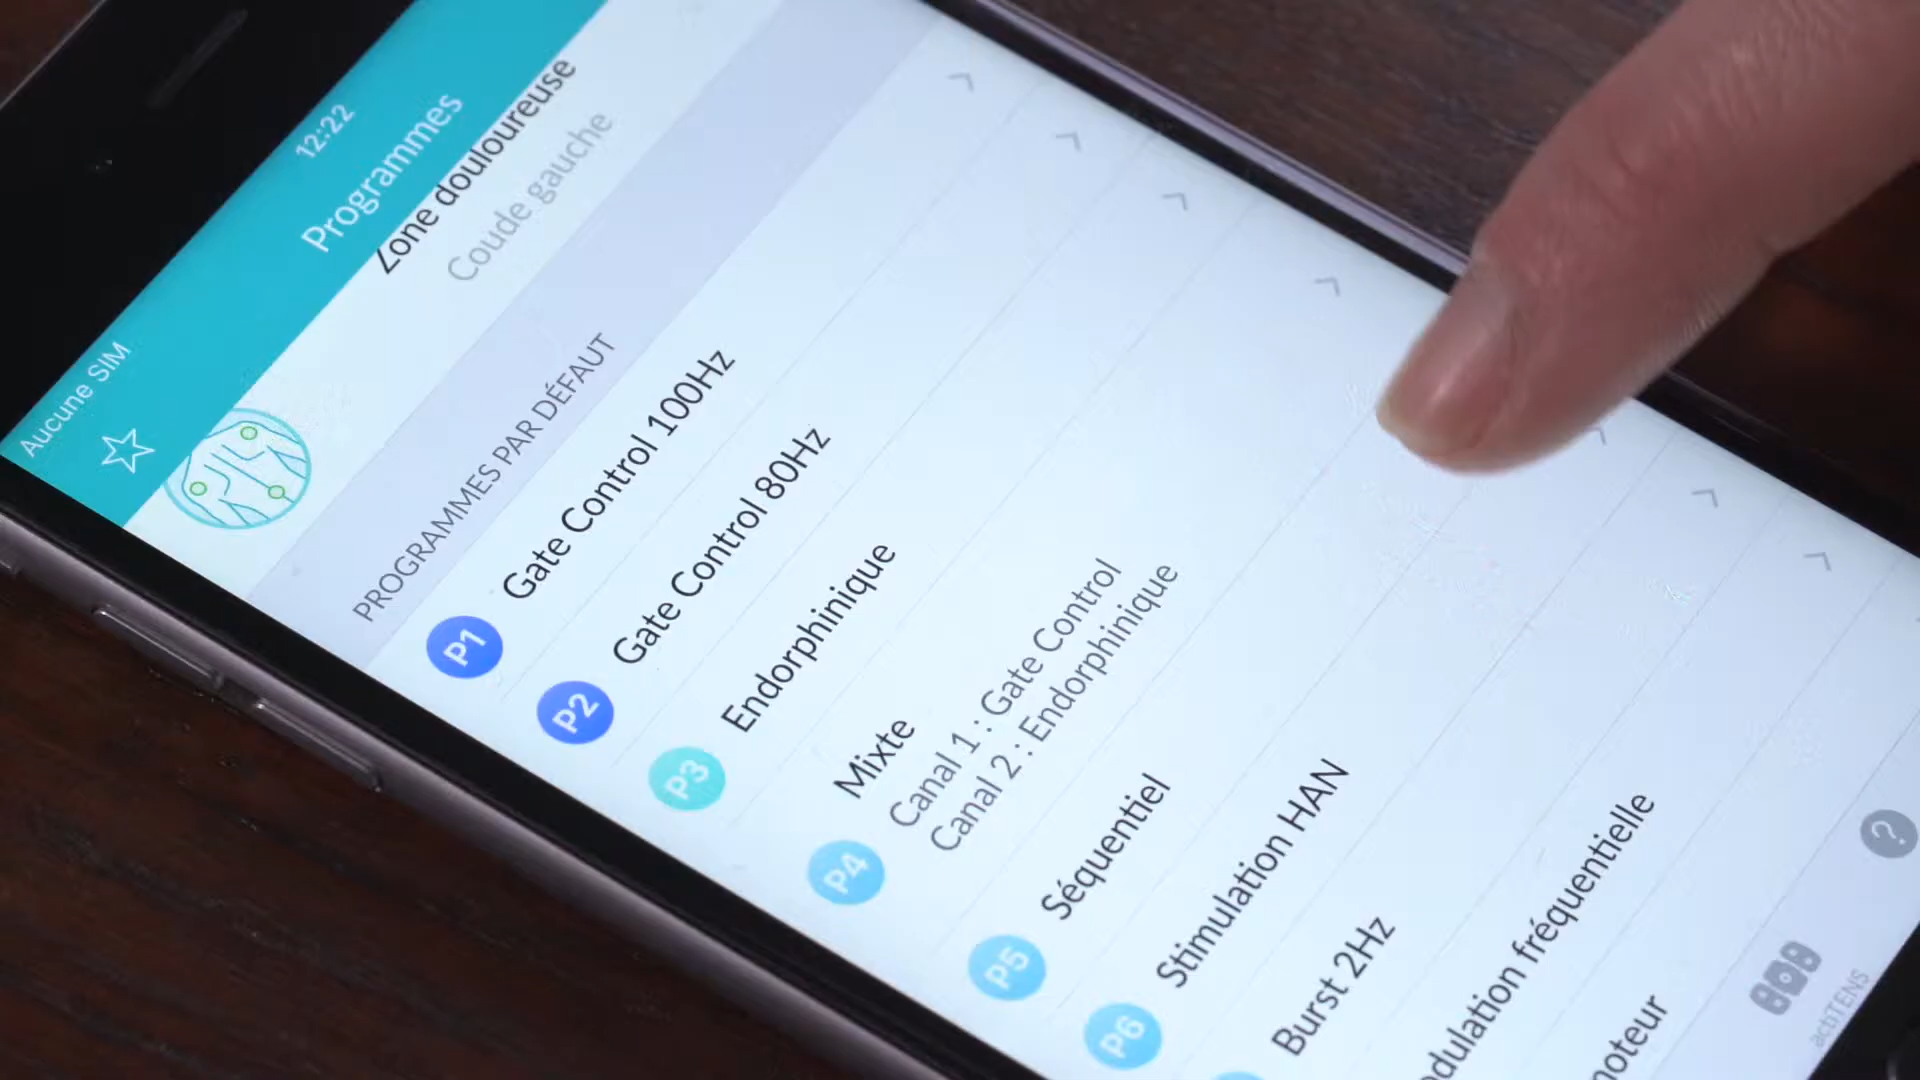 Aucune SIM
12:22
Programmes
Zone douloureuse
Coude gauche
PROGRAMMES PAR DÉFAUT
P1 Gate Control 100Hz
P2 Gate Control 80Hz
P3 Endorphinique
P4 Mixte
Canal 1 : Gate Control
Canal 2 : Endorphinique
P5 Séquentiel
P6 Stimulation HAN
Burst 2Hz
dulation fréquentielle
moteur
?
actiTENS